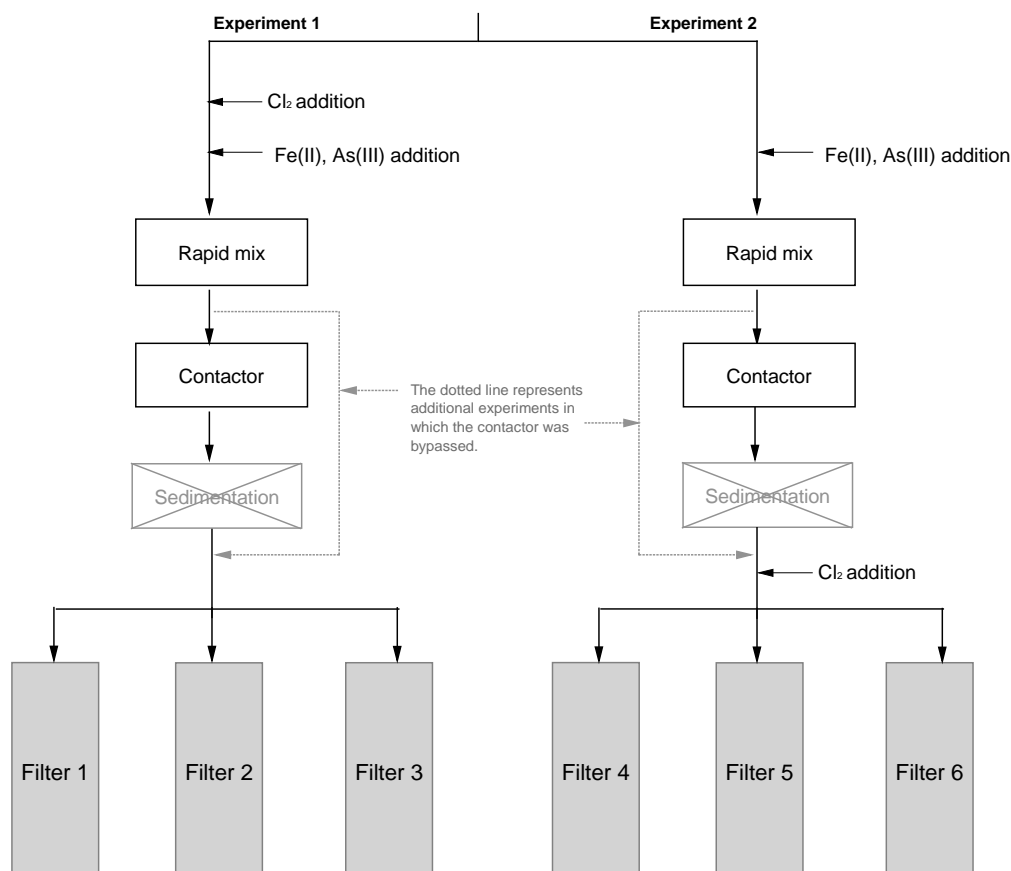 Experiment 1
Experiment 2
Cl₂ addition
Fe(II), As(III) addition
Fe(II), As(III) addition
Rapid mix
Rapid mix
Contactor
Contactor
The dotted line represents
additional experiments in
which the contactor was
bypassed.
Sedimentation
Sedimentation
Cl₂ addition
Filter 1
Filter 2
Filter 3
Filter 4
Filter 5
Filter 6